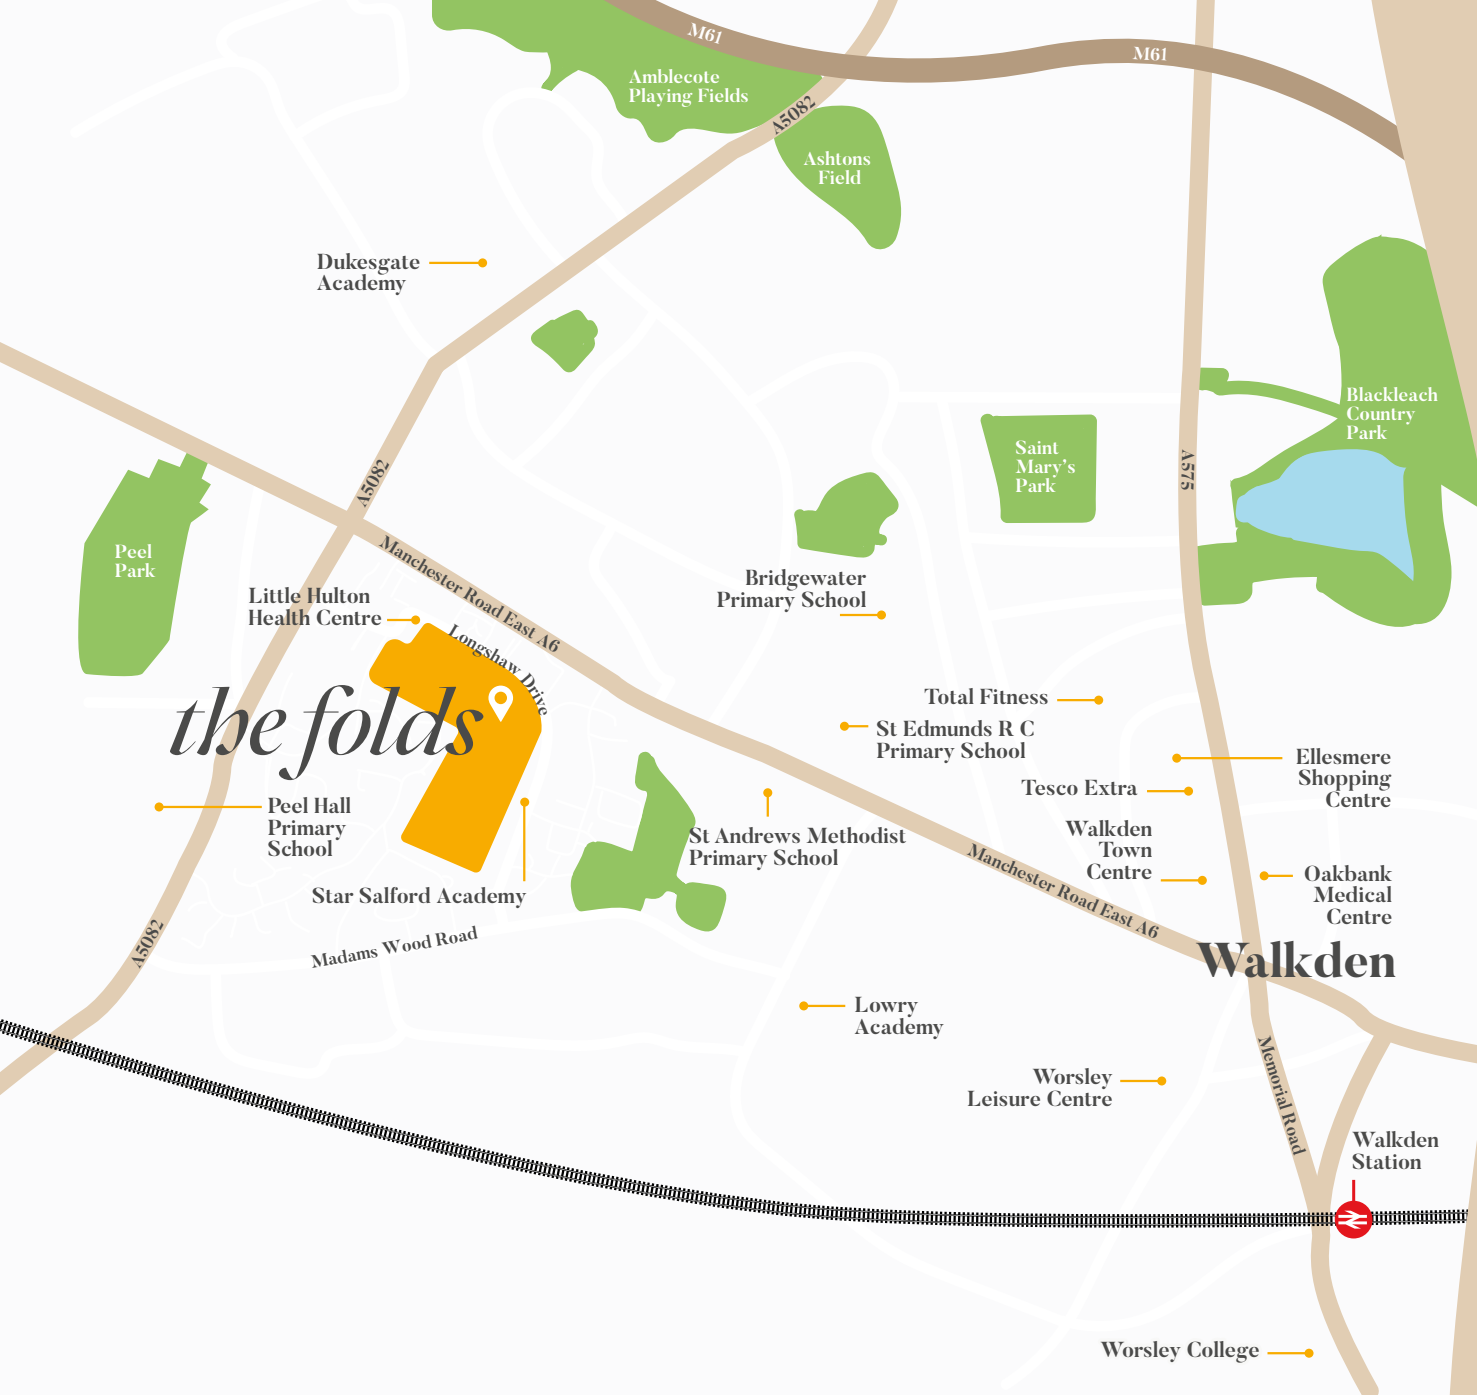 M61
M61
Amblecote
Playing Fields
A5082
Ashtons
Field
Dukesgate
Academy
Blackleach
Country
Park
Saint
Mary's
Park
A575
A5082
Peel
Park
Manchester Road East A6
Little Hulton
Health Centre
Bridgewater
Primary School
Longshaw Drive
the folds
Total Fitness
St Edmunds R C
Primary School
Ellesmere
Shopping
Centre
Tesco Extra
Peel Hall
Primary
School
St Andrews Methodist
Primary School
Walkden
Town
Centre
Manchester Road East A6
Oakbank
Medical
Centre
Star Salford Academy
A5082
Madams Wood Road
Walkden
Lowry
Academy
Worsley
Leisure Centre
Memorial Road
Walkden
Station
Worsley College